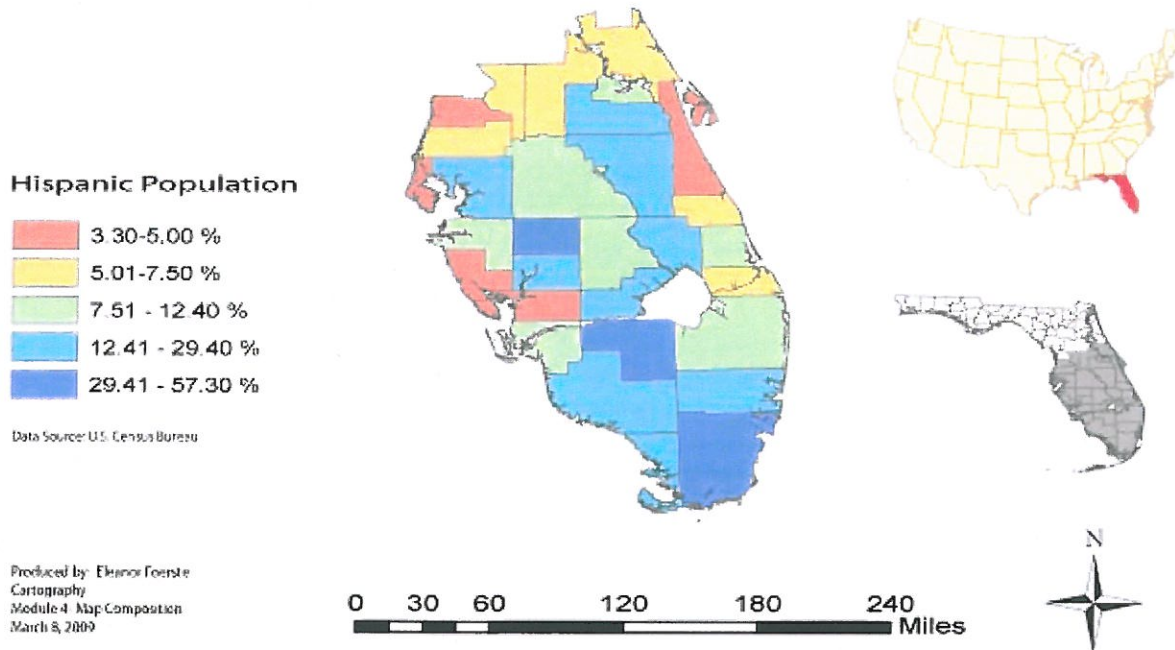 Hispanic Population
3.30-5.00 %
5.01-7.50 %
7.51 - 12.40 %
12.41 - 29.40 %
29.41 - 57.30 %
Data Source: U.S. Census Bureau
Produced by: Eleanor Foerste
Cartography
Module 4 Map Composition
March 8, 2009
0 30 60 120 180 240
Miles
N